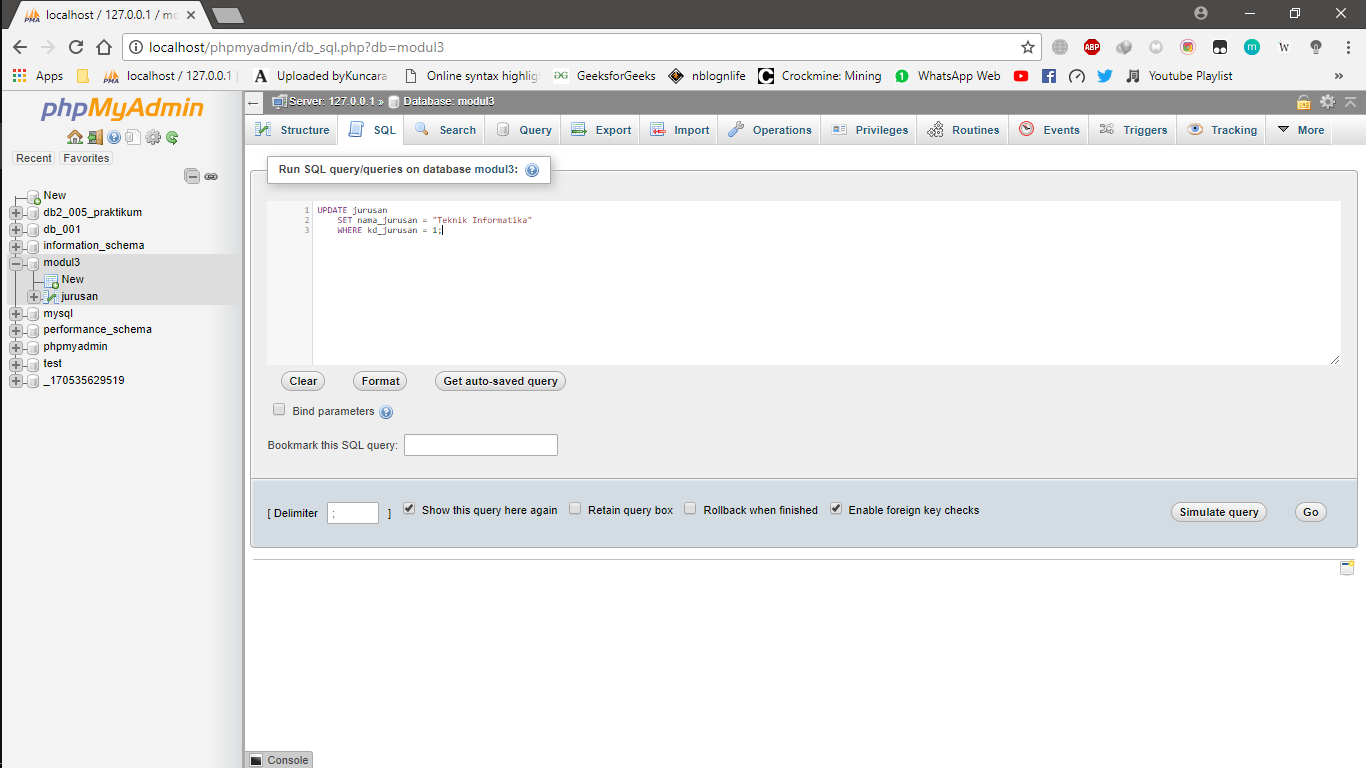 localhost / 127.0.0.1 / mo
localhost/phpmyadmin/db_sql.php?db=modul3
Apps localhost / 127.0.0.1 Uploaded byKuncara Online syntax highlig GeeksforGeeks nblognlife Crockmine: Mining WhatsApp Web Youtube Playlist »
phpMyAdmin
Recent Favorites
New
db2_005_praktikum
db_001
information_schema
modul3
New
jurusan
mysql
performance_schema
phpmyadmin
test
_170535629519
Server: 127.0.0.1 » Database: modul3
Structure SQL Search Query Export Import Operations Privileges Routines Events Triggers Tracking More
Run SQL query/queries on database modul3:
1 UPDATE jurusan
2 SET nama_jurusan = "Teknik Informatika"
3 WHERE kd_jurusan = 1;
Clear Format Get auto-saved query
Bind parameters
Bookmark this SQL query:
[ Delimiter ; ] Show this query here again Retain query box Rollback when finished Enable foreign key checks Simulate query Go
Console